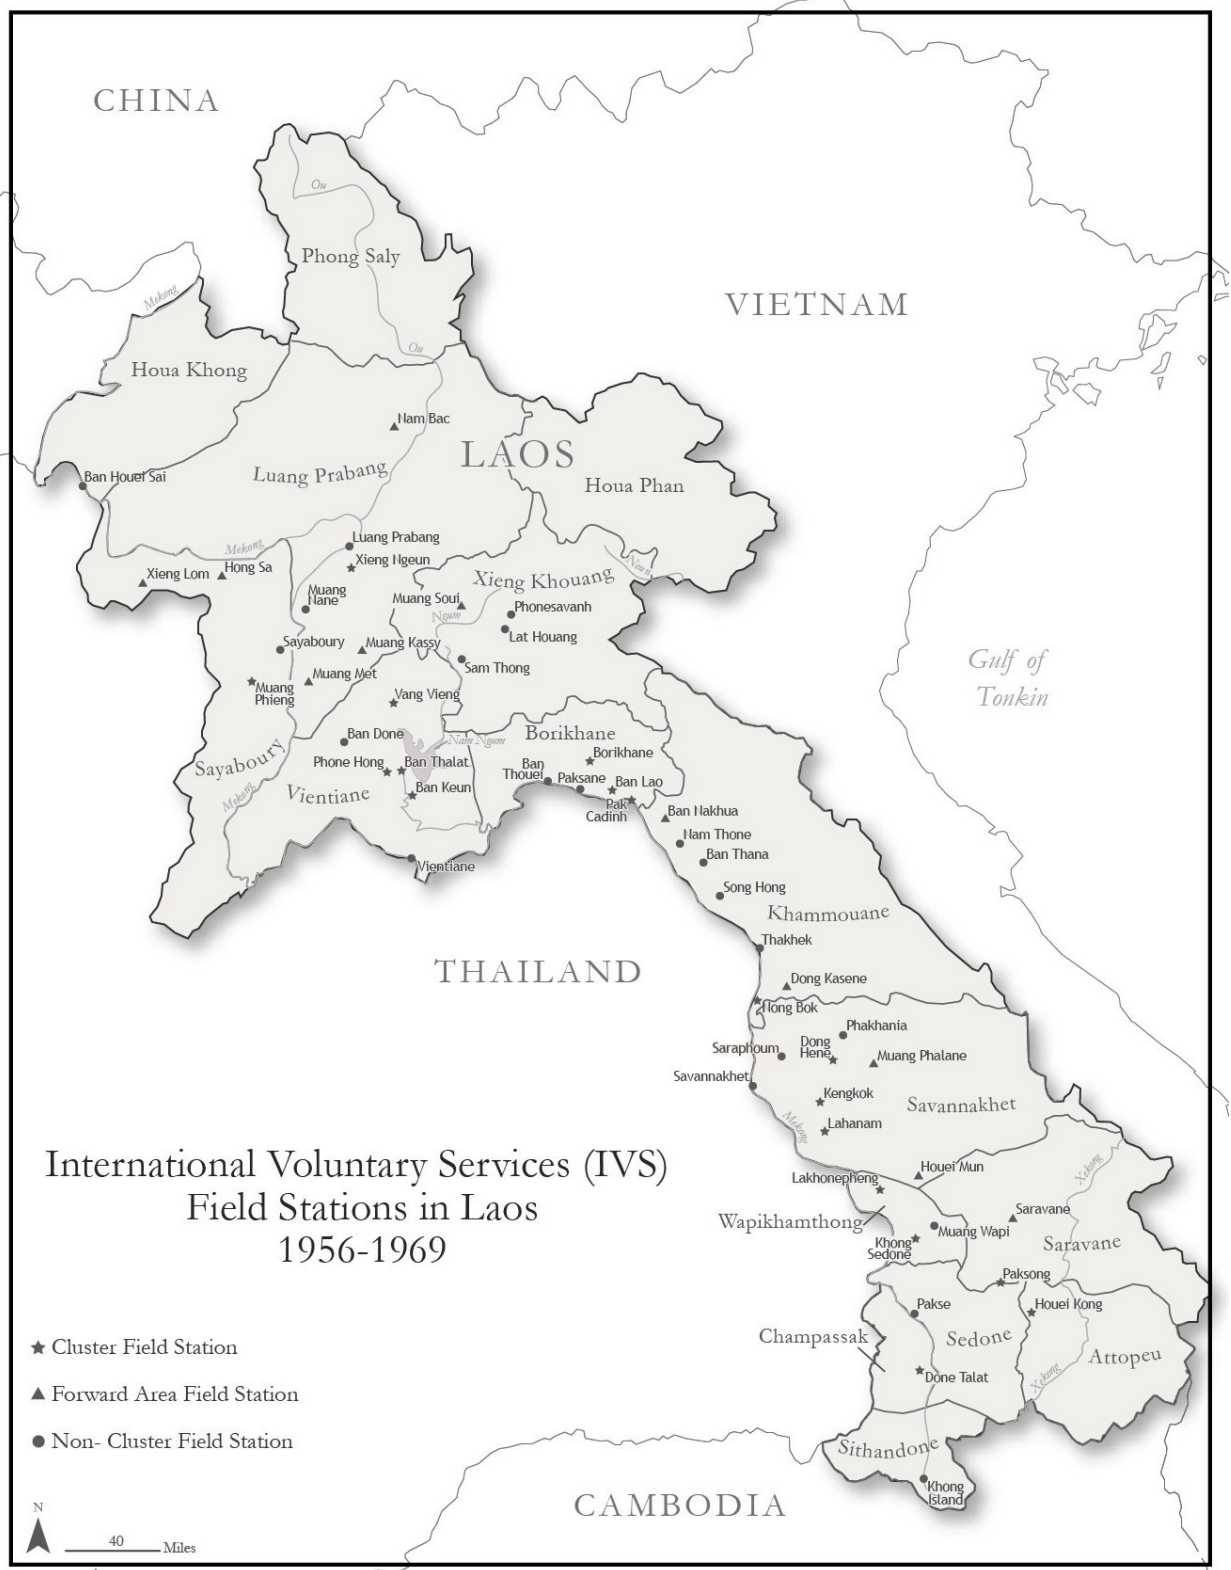 CHINA
Ou
Phong Saly
VIETNAM
Mekong
Ou
Houa Khong
Nam Bac
LAOS
Luang Prabang
Ban Houei Sai
Houa Phan
Luang Prabang
Mekong
Xieng Ngeun
Neun
Xieng Lom
Hong Sa
Xieng Khouang
Muang
Nane
Muang Soui
Phonesavanh
Ngum
Lat Houang
Sayaboury
Muang Kassy
Gulf of
Tonkin
Sam Thong
Muang Met
Muang
Phieng
Vang Vieng
Ban Done
Nam Ngum
Borikhane
Borikhane
Sayaboury
Phone Hong
Ban Thalat
Ban
Thouei
Paksane
Ban Lao
Mekong
Vientiane
Ban Keun
Pak
Cadinh
Ban Nakhua
Nam Thone
Ban Thana
Vientiane
Song Hong
Khammouane
Thakhek
THAILAND
Dong Kasene
Nong Bok
Phakhania
Saraphoum
Dong
Hene
Muang Phalane
Savannakhet
Kengkok
Savannakhet
Mekong
Lahanam
International Voluntary Services (IVS)
Field Stations in Laos
1956-1969
Houei Mun
Xekong
Lakhonepheng
Wapikhamthong
Saravane
Muang Wapi
Khong
Sedone
Saravane
Paksong
Pakse
Houei Kong
Champassak
Sedone
Attopeu
Done Talat
Xekong
Cluster Field Station
Forward Area Field Station
Non- Cluster Field Station
Sithandone
Khong
Island
CAMBODIA
N
40
Miles